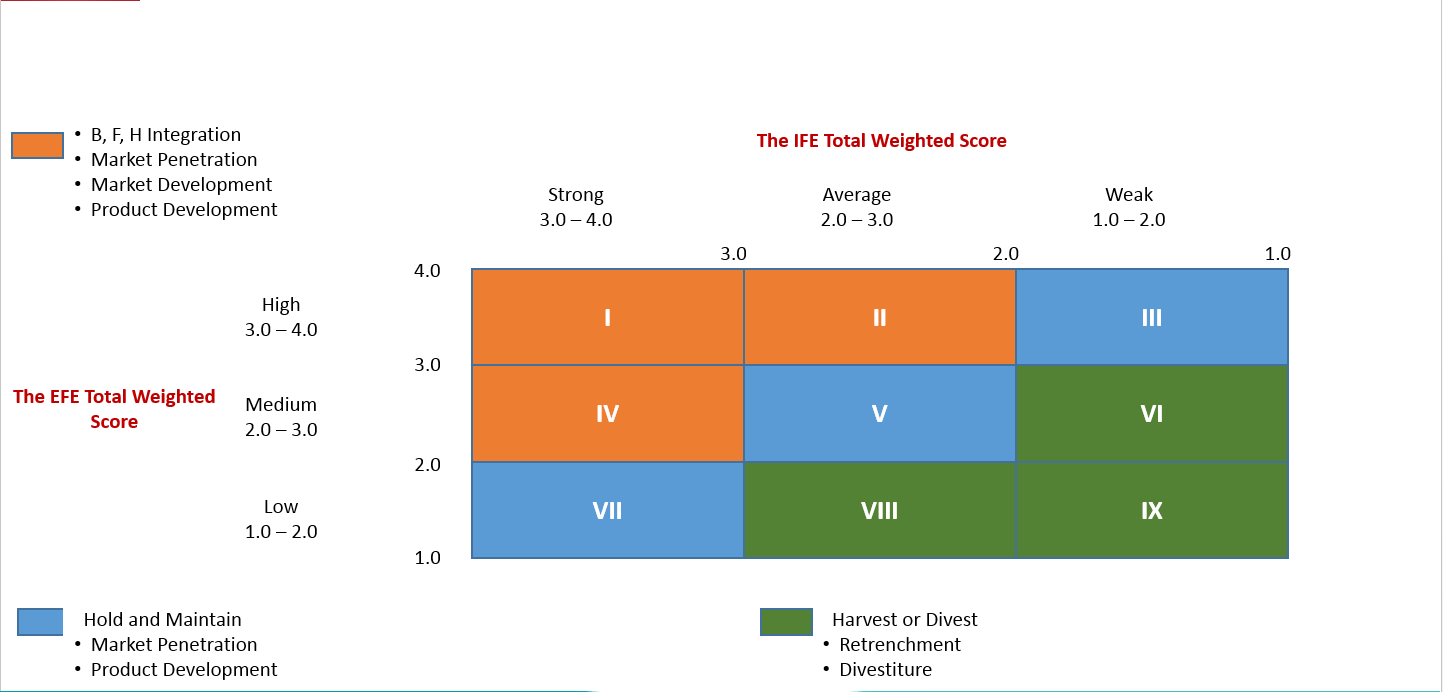 • B, F, H Integration
• Market Penetration
• Market Development
• Product Development
The IFE Total Weighted Score
Strong
3.0 – 4.0
Average
2.0 – 3.0
Weak
1.0 – 2.0
3.0
2.0
1.0
4.0
High
3.0 – 4.0
I
II
III
3.0
The EFE Total Weighted
Score
Medium
2.0 – 3.0
IV
V
VI
2.0
Low
1.0 – 2.0
VII
VIII
IX
1.0
Hold and Maintain
• Market Penetration
• Product Development
Harvest or Divest
• Retrenchment
• Divestiture